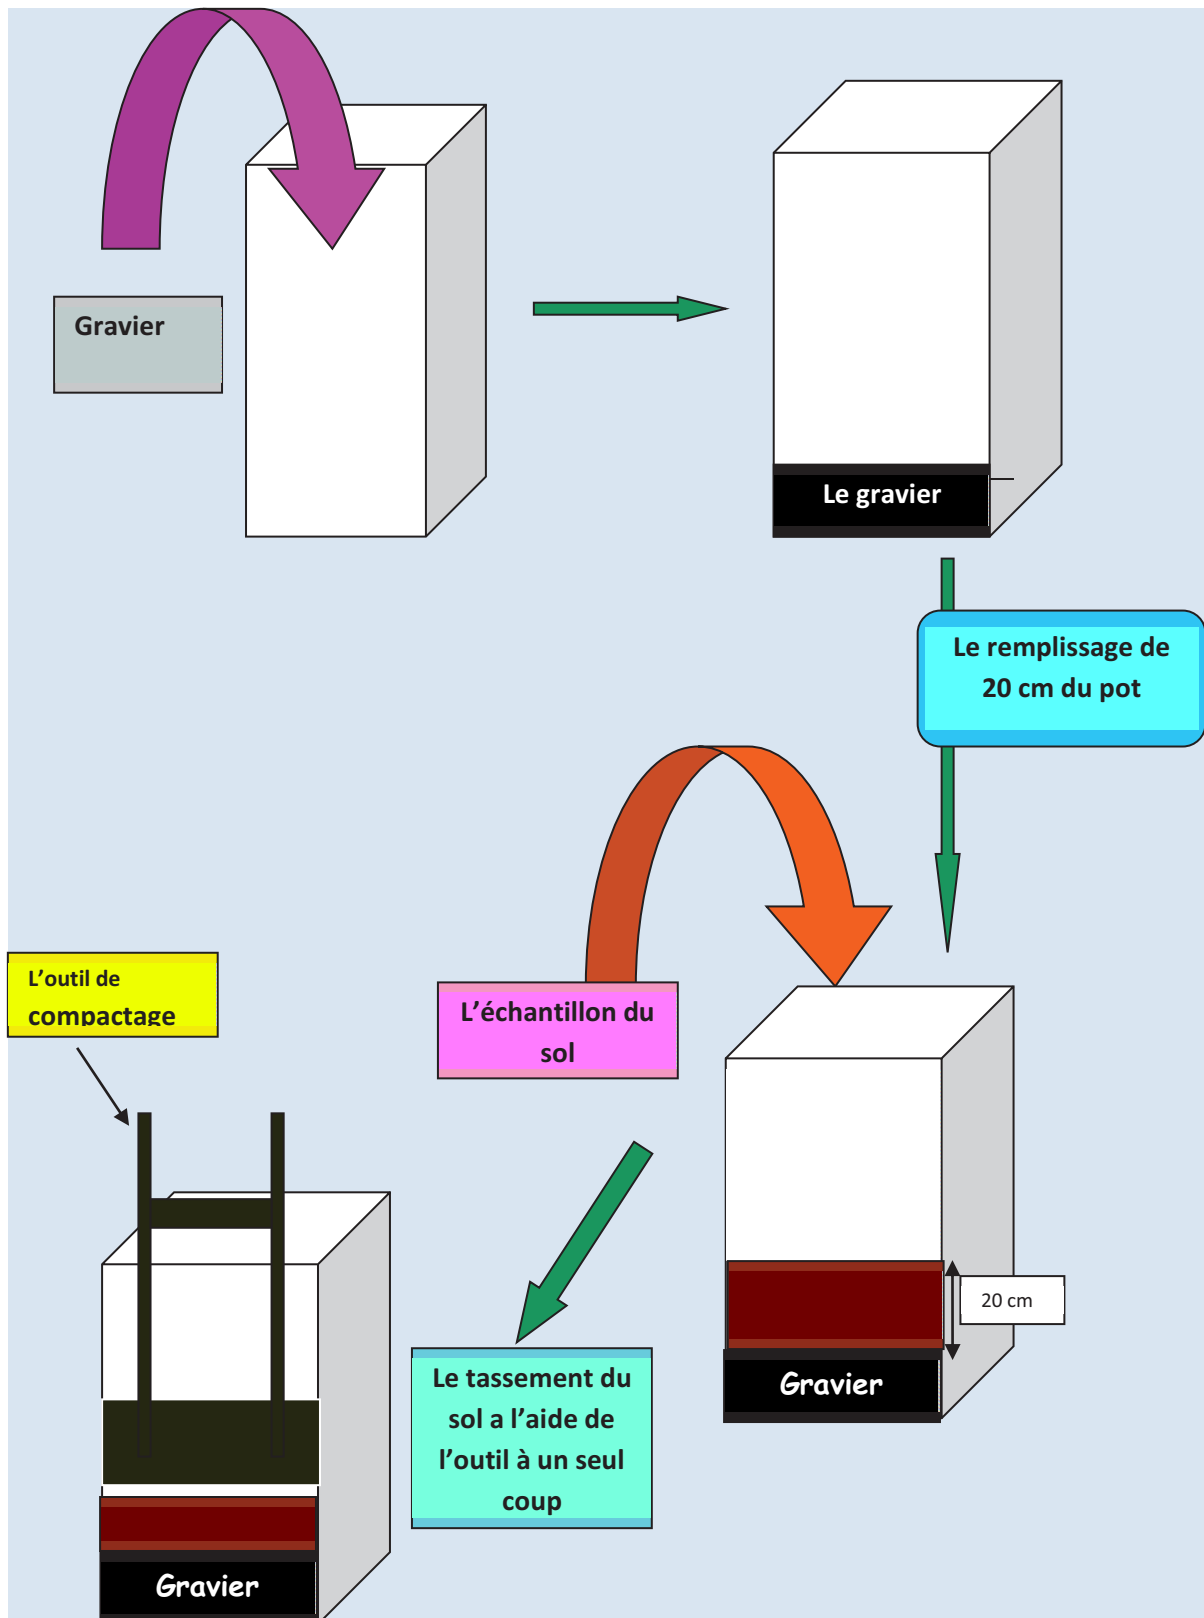 Gravier
Le gravier
Le remplissage de
20 cm du pot
L'échantillon du
sol
L'outil de
compactage
20 cm
Gravier
Le tassement du
sol a l'aide de
l'outil à un seul
coup
Gravier